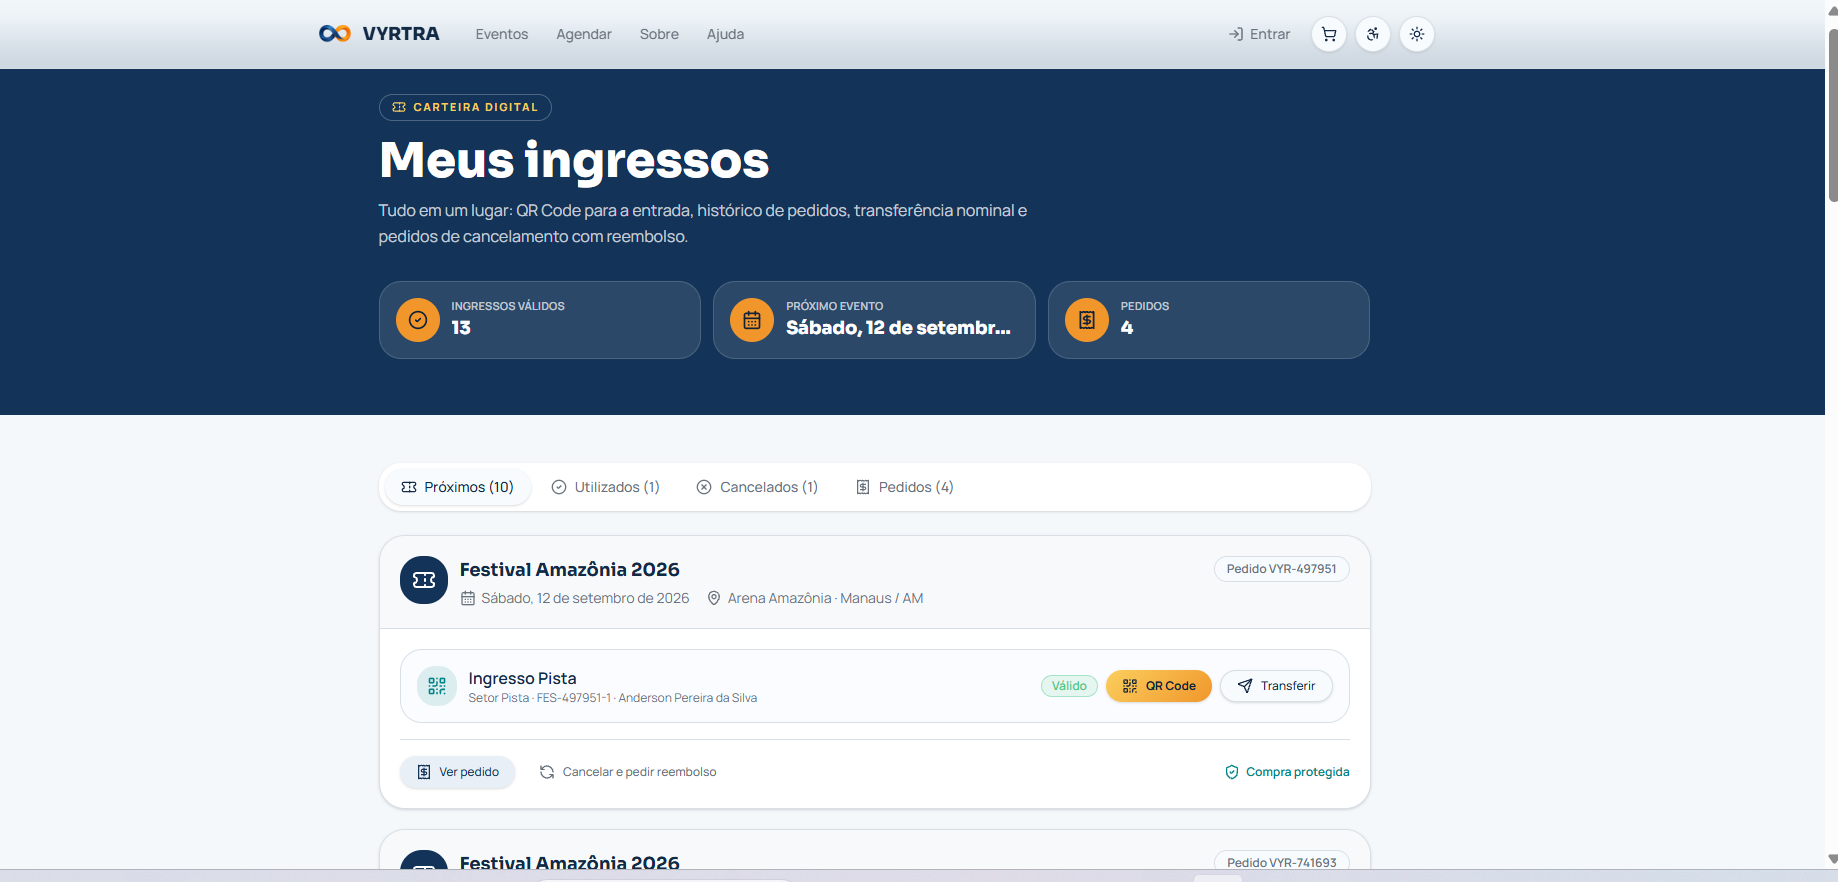 VYRTRA Eventos Agendar Sobre Ajuda Entrar
CARTEIRA DIGITAL
Meus ingressos
Tudo em um lugar: QR Code para a entrada, histórico de pedidos, transferência nominal e
pedidos de cancelamento com reembolso.
INGRESSOS VÁLIDOS
13
PRÓXIMO EVENTO
Sábado, 12 de setembr...
PEDIDOS
4
Próximos (10) Utilizados (1) Cancelados (1) Pedidos (4)
Festival Amazônia 2026
Pedido VYR-497951
Sábado, 12 de setembro de 2026 Arena Amazônia · Manaus / AM
Ingresso Pista
Setor Pista · FES-497951-1 · Anderson Pereira da Silva
Válido QR Code Transferir
Ver pedido Cancelar e pedir reembolso Compra protegida
Festival Amazônia 2026
Pedido VYR-741693